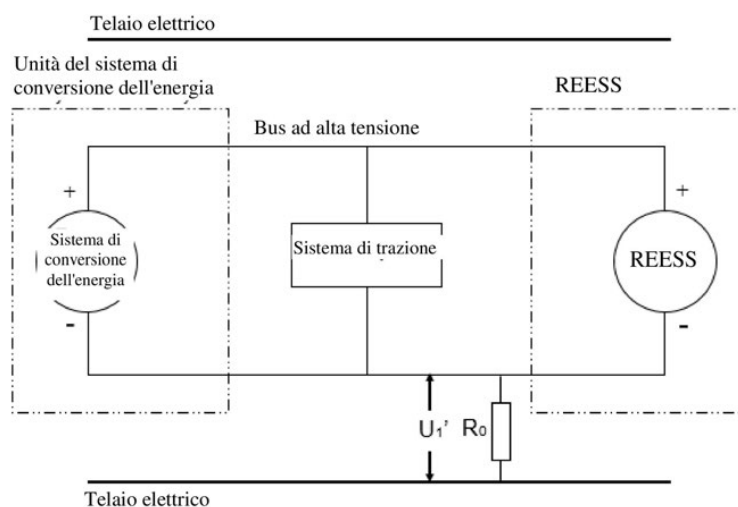 Telaio elettrico
Unità del sistema di
conversione dell'energia
REESS
Bus ad alta tensione
+
+
Sistema di
conversione
dell'energia
Sistema di trazione
REESS
-
-
U₁' R₀
Telaio elettrico